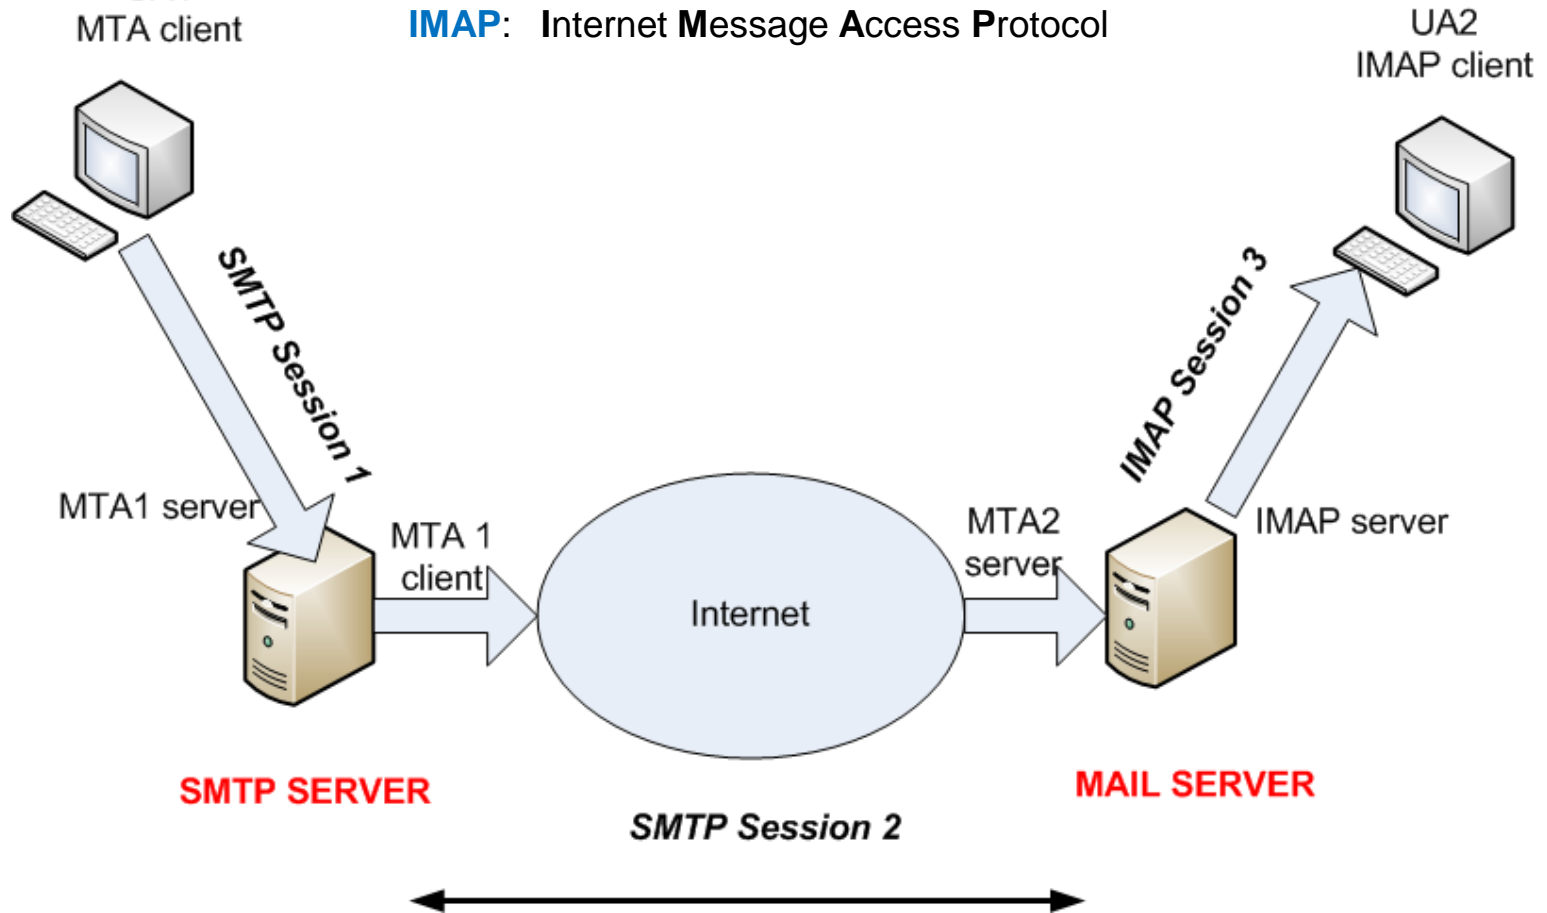 MTA client
IMAP: Internet Message Access Protocol
UA2
IMAP client
SMTP Session 1
IMAP Session 3
MTA1 server
MTA 1
client
MTA2
server
IMAP server
Internet
SMTP SERVER
MAIL SERVER
SMTP Session 2